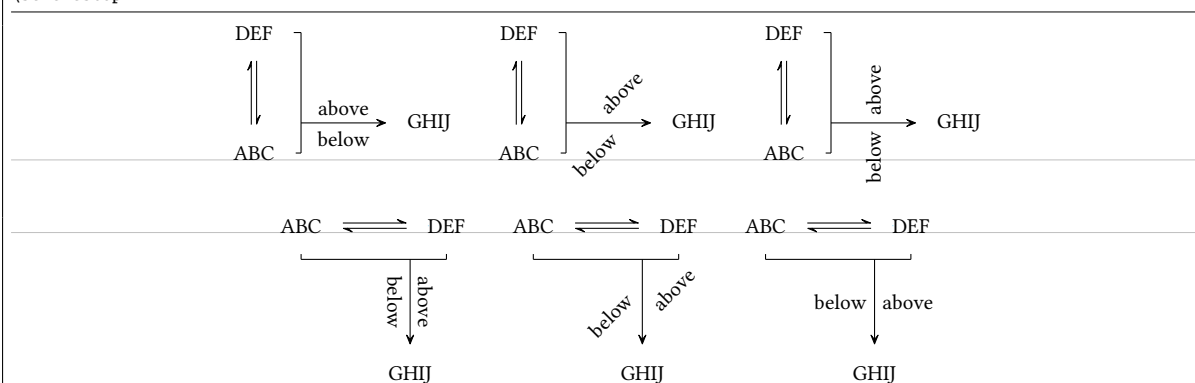 DEF DEF DEF
above above above
GHIJ GHIJ GHIJ
below below below
ABC ABC ABC
ABC DEF ABC DEF ABC DEF
below above below above below above
GHIJ GHIJ GHIJ